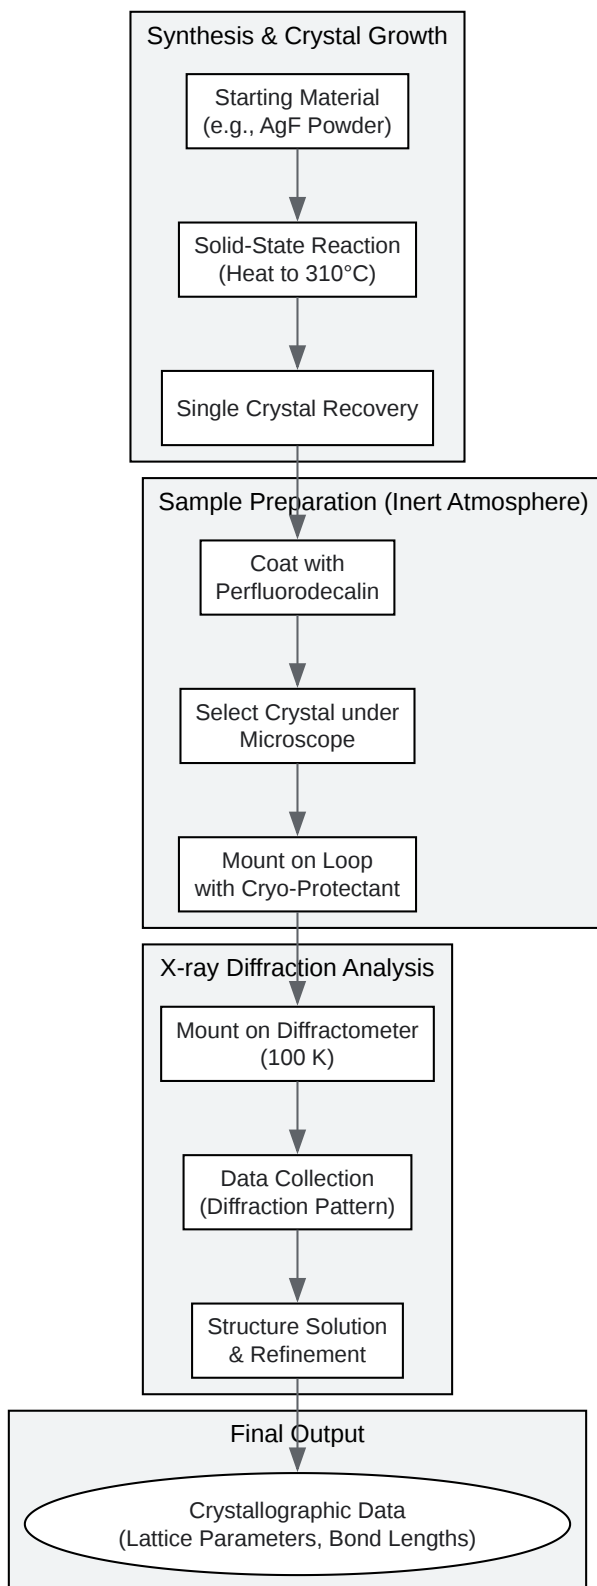 Synthesis & Crystal Growth
Starting Material
(e.g., AgF Powder)
Solid-State Reaction
(Heat to 310°C)
Single Crystal Recovery
Sample Preparation (Inert Atmosphere)
Coat with
Perfluorodecalin
Select Crystal under
Microscope
Mount on Loop
with Cryo-Protectant
X-ray Diffraction Analysis
Mount on Diffractometer
(100 K)
Data Collection
(Diffraction Pattern)
Structure Solution
& Refinement
Final Output
Crystallographic Data
(Lattice Parameters, Bond Lengths)